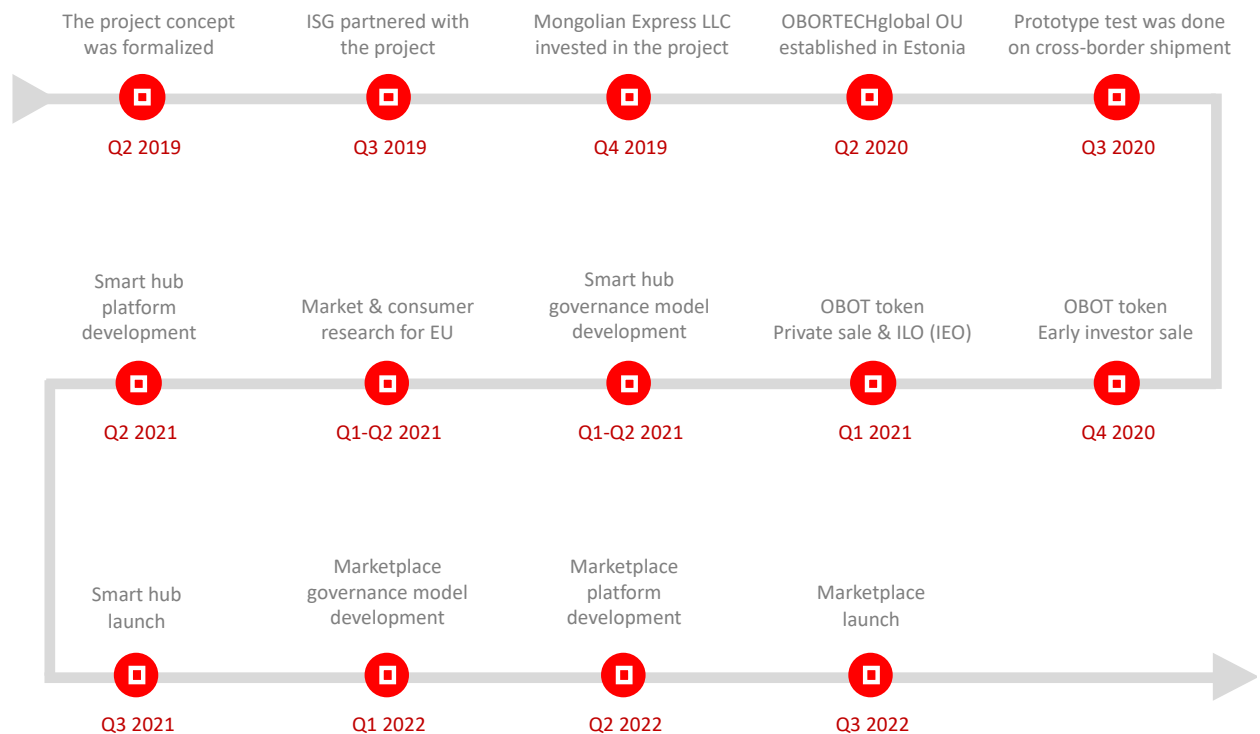 The project concept
was formalized
Q2 2019
ISG partnered with
the project
Q3 2019
Mongolian Express LLC
invested in the project
Q4 2019
OBORTECHglobal OU
established in Estonia
Q2 2020
Prototype test was done
on cross-border shipment
Q3 2020
OBOT token
Early investor sale
Q4 2020
OBOT token
Private sale & ILO (IEO)
Q1 2021
Smart hub
governance model
development
Q1-Q2 2021
Market & consumer
research for EU
Q1-Q2 2021
Smart hub
platform
development
Q2 2021
Smart hub
launch
Q3 2021
Marketplace
governance model
development
Q1 2022
Marketplace
platform
development
Q2 2022
Marketplace
launch
Q3 2022